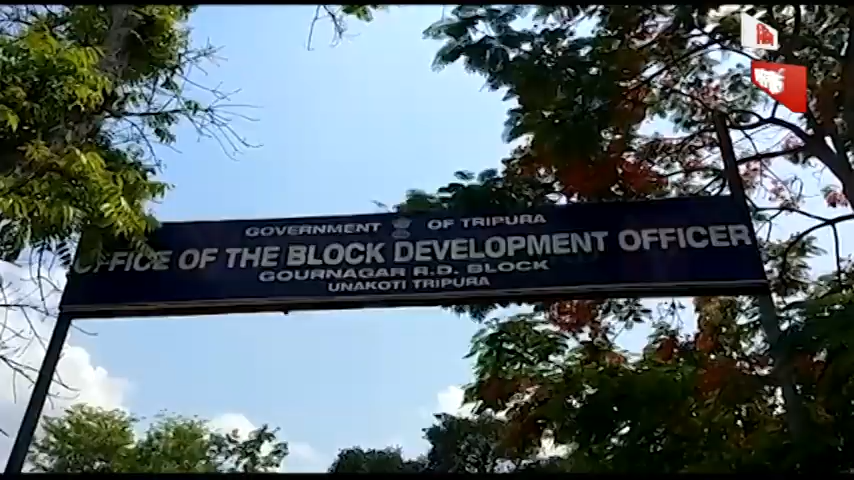 GOVERNMENT OF TRIPURA
OFFICE OF THE BLOCK DEVELOPMENT OFFICER
GOURNAGAR R.D. BLOCK
UNAKOTI TRIPURA